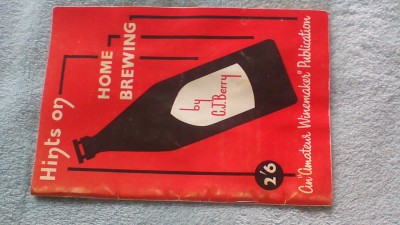 Hints on
HOME
BREWING
by
C.J. Berry
2'6
An "Amateur Winemaker" Publication